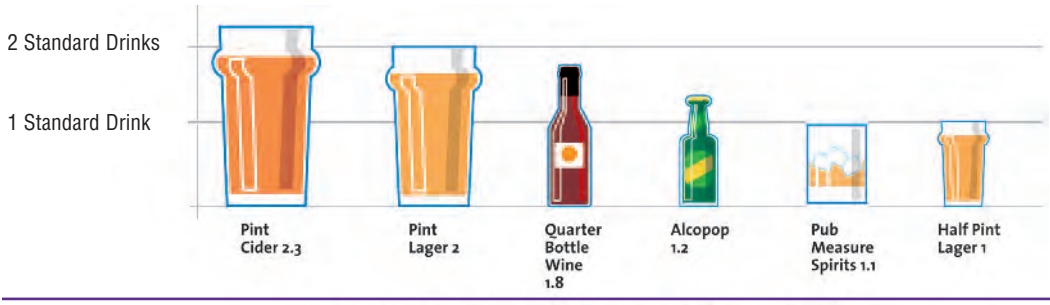 2 Standard Drinks
1 Standard Drink
Pint
Cider 2.3
Pint
Lager 2
Quarter
Bottle
Wine
1.8
Alcopop
1.2
Pub
Measure
Spirits 1.1
Half Pint
Lager 1